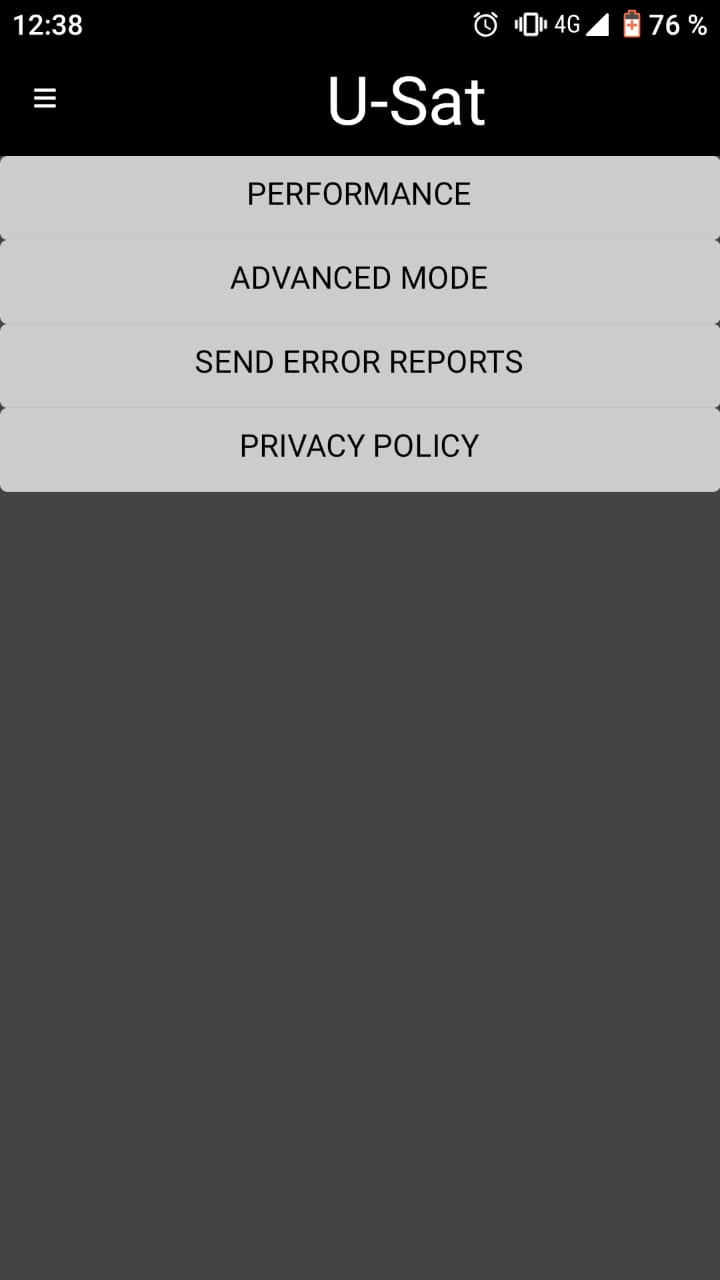 12:38 4G 76 %
U-Sat
PERFORMANCE
ADVANCED MODE
SEND ERROR REPORTS
PRIVACY POLICY